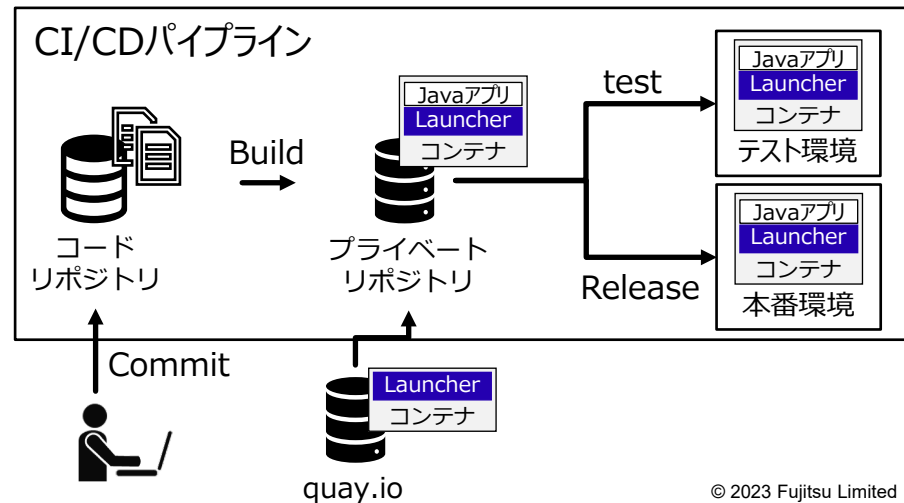 CI/CDパイプライン
Javaアプリ
Launcher
コンテナ
test
Javaアプリ
Launcher
コンテナ
テスト環境
Build
コード
リポジトリ
プライベート
リポジトリ
Release
Javaアプリ
Launcher
コンテナ
本番環境
Commit
Launcher
コンテナ
quay.io
© 2023 Fujitsu Limited